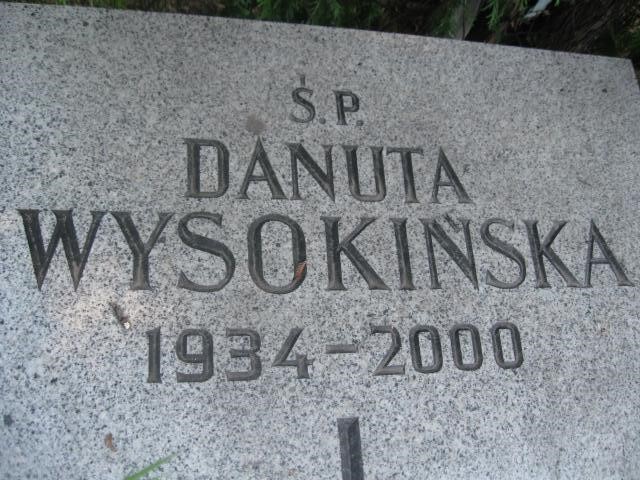 Ś.P.
DANUTA
WYSOKIŃSKA
1934-2000